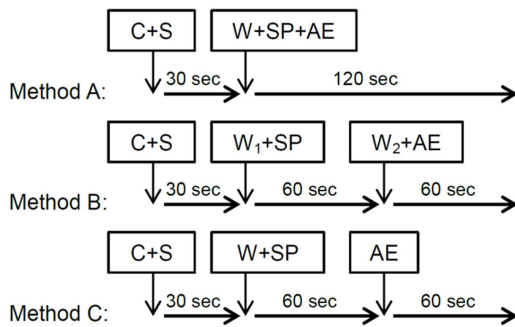 C+S W+SP+AE
30 sec 120 sec
Method A:
C+S W₁+SP W₂+AE
30 sec 60 sec 60 sec
Method B:
C+S W+SP AE
30 sec 60 sec 60 sec
Method C: